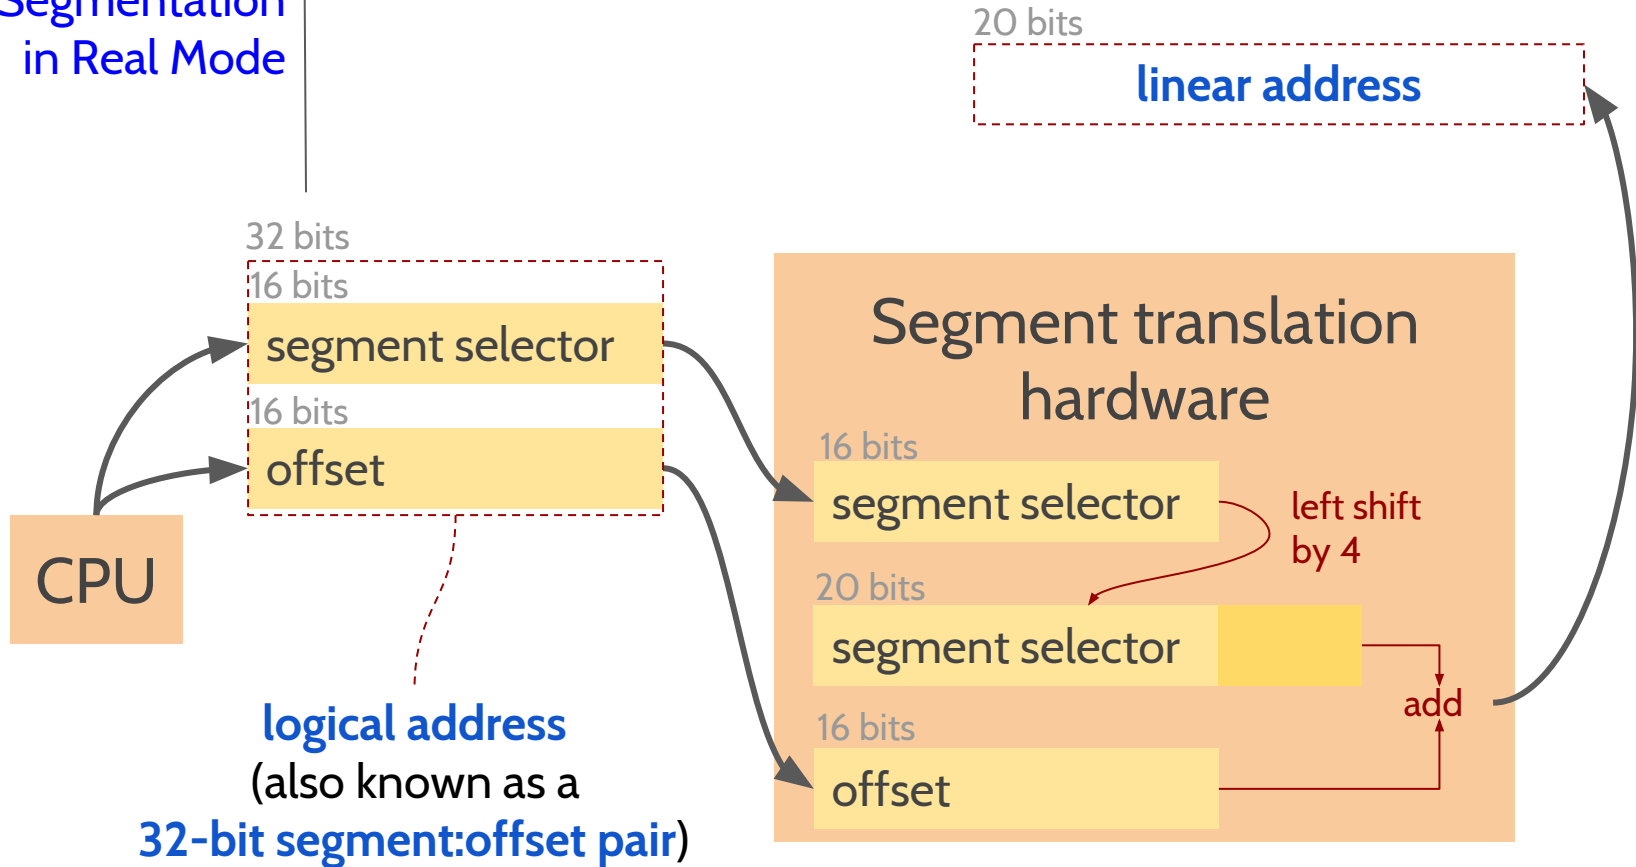 Segmentation
in Real Mode
20 bits
linear address
32 bits
16 bits
segment selector
16 bits
offset
CPU
logical address
(also known as a
32-bit segment:offset pair)
Segment translation
hardware
16 bits
segment selector
left shift
by 4
20 bits
segment selector
add
16 bits
offset